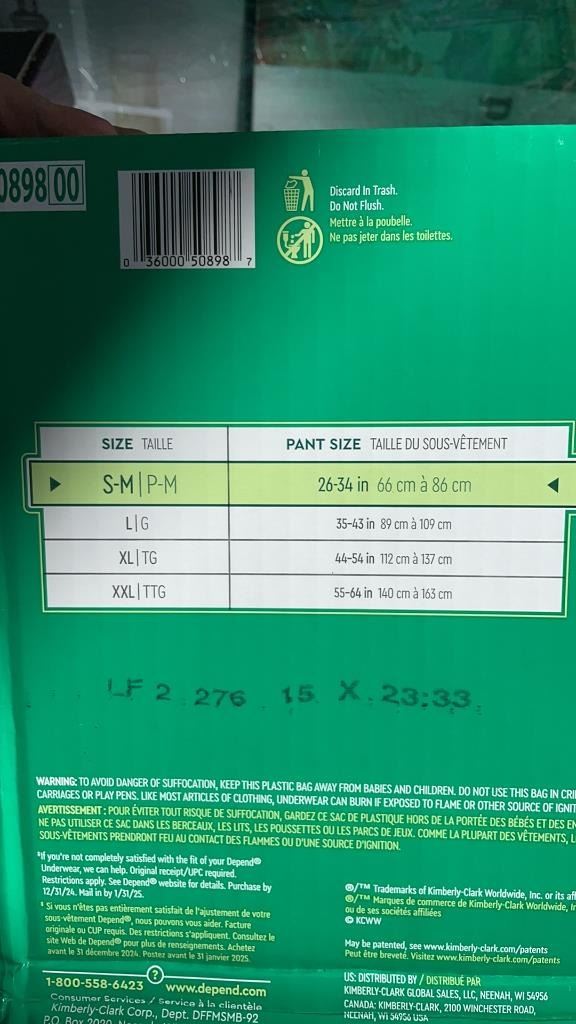 089800
0 36000 50898 7
Discard In Trash.
Do Not Flush.
Mettre à la poubelle.
Ne pas jeter dans les toilettes.
SIZE TAILLE
PANT SIZE TAILLE DU SOUS-VÊTEMENT
S-M|P-M
26-34 in 66 cm à 86 cm
L|G
35-43 in 89 cm à 109 cm
XL|TG
44-54 in 112 cm à 137 cm
XXL|TTG
55-64 in 140 cm à 163 cm
LF 2 276 15 X 23:33
WARNING: TO AVOID DANGER OF SUFFOCATION, KEEP THIS PLASTIC BAG AWAY FROM BABIES AND CHILDREN. DO NOT USE THIS BAG IN CRI
CARRIAGES OR PLAY PENS. LIKE MOST ARTICLES OF CLOTHING, UNDERWEAR CAN BURN IF EXPOSED TO FLAME OR OTHER SOURCE OF IGNIT
AVERTISSEMENT : POUR ÉVITER TOUT RISQUE DE SUFFOCATION, GARDEZ CE SAC DE PLASTIQUE HORS DE LA PORTÉE DES BÉBÉS ET DES EN
NE PAS UTILISER CE SAC DANS LES BERCEAUX, LES LITS, LES POUSSETTES OU LES PARCS DE JEUX. COMME LA PLUPART DES VÊTEMENTS, L
SOUS-VÊTEMENTS PRENDRONT FEU AU CONTACT DES FLAMMES OU D'UNE SOURCE D'IGNITION.
*If you're not completely satisfied with the fit of your Depend®
Underwear, we can help. Original receipt/UPC required.
Restrictions apply. See Depend® website for details. Purchase by
12/31/24. Mail in by 1/31/25.
* Si vous n'êtes pas entièrement satisfait de l'ajustement de votre
sous-vêtement Depend®, nous pouvons vous aider. Facture
originale ou CUP requis. Des restrictions s'appliquent. Consultez le
site Web de Depend® pour plus de renseignements. Achetez
avant le 31 décembre 2024. Postez avant le 31 janvier 2025.
®/™ Trademarks of Kimberly-Clark Worldwide, Inc. or its aff
®/™ Marques de commerce de Kimberly-Clark Worldwide, In
ou de ses sociétés affiliées
© KCWW
May be patented, see www.kimberly-clark.com/patents
Peut être breveté. Visitez www.kimberly-clark.com/patents
?
1-800-558-6423 www.depend.com
Consumer Services / Service à la clientèle
Kimberly-Clark Corp., Dept. DFFMSMB-92
P.O. Box 2020
US: DISTRIBUTED BY / DISTRIBUÉ PAR
KIMBERLY-CLARK GLOBAL SALES, LLC, NEENAH, WI 54956
CANADA: KIMBERLY-CLARK, 2100 WINCHESTER ROAD,
NEENAH, WI 54956 USA